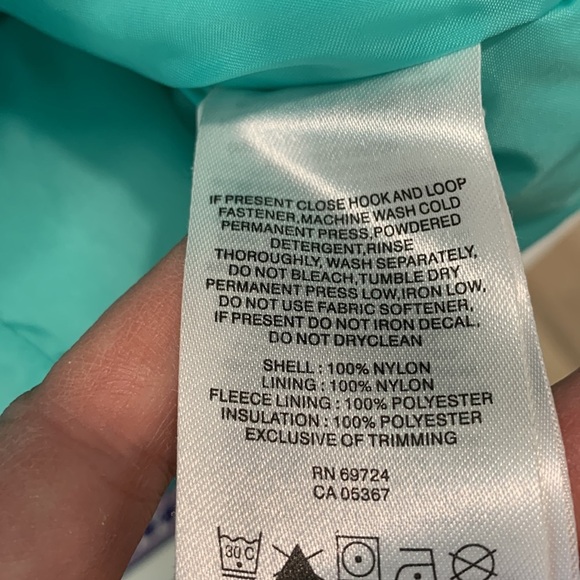 IF PRESENT CLOSE HOOK AND LOOP
FASTENER,MACHINE WASH COLD
PERMANENT PRESS,POWDERED
DETERGENT,RINSE
THOROUGHLY, WASH SEPARATELY,
DO NOT BLEACH,TUMBLE DRY
PERMANENT PRESS LOW,IRON LOW,
DO NOT USE FABRIC SOFTENER,
IF PRESENT DO NOT IRON DECAL,
DO NOT DRYCLEAN
SHELL : 100% NYLON
LINING : 100% NYLON
FLEECE LINING : 100% POLYESTER
INSULATION : 100% POLYESTER
EXCLUSIVE OF TRIMMING
RN 69724
CA 05367
30 C